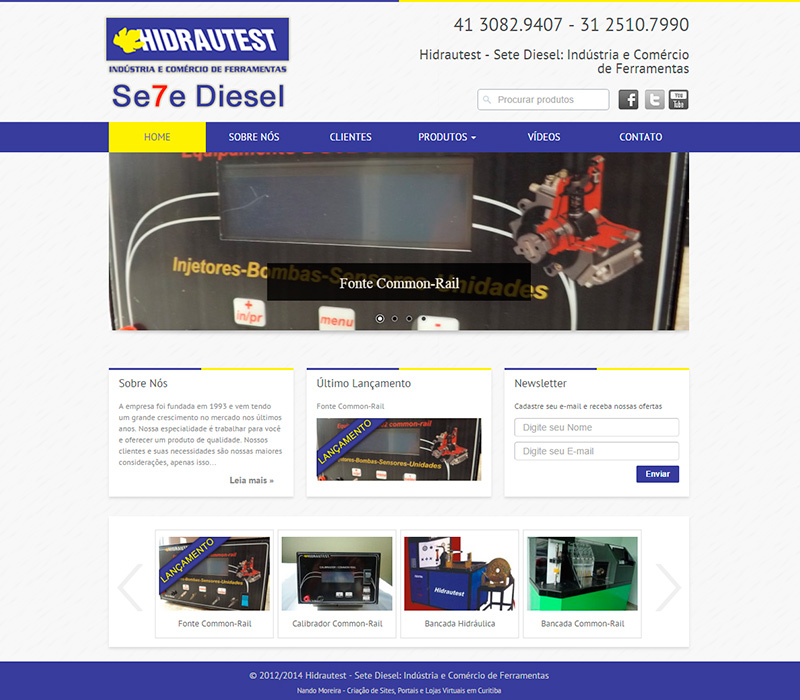 HIDRAUTEST
INDÚSTRIA E COMÉRCIO DE FERRAMENTAS
Se7e Diesel
41 3082.9407 - 31 2510.7990
Hidrautest - Sete Diesel: Indústria e Comércio
de Ferramentas
Procurar produtos
You
Tube
HOME
SOBRE NÓS
CLIENTES
PRODUTOS
VÍDEOS
CONTATO
Injetores-Bombas-Sensores-Unidades
Fonte Common-Rail
+
in/pr
menu
-
Sobre Nós
A empresa foi fundada em 1993 e vem tendo
um grande crescimento no mercado nos últimos
anos. Nossa especialidade é trabalhar para você
e oferecer um produto de qualidade. Nossos
clientes e suas necessidades são nossas maiores
considerações, apenas isso...
Leia mais »
Último Lançamento
Fonte Common-Rail
LANÇAMENTO
common-rail
Injetores-Bombas-Sensores-Unidades
Newsletter
Cadastre seu e-mail e receba nossas ofertas
Digite seu Nome
Digite seu E-mail
Enviar
LANÇAMENTO
Fonte Common-Rail
HIDRAUTEST
Calibrador Common-Rail
Hidrautest
Bancada Hidráulica
Bancada Common-Rail
© 2012/2014 Hidrautest - Sete Diesel: Indústria e Comércio de Ferramentas
Nando Moreira - Criação de Sites, Portais e Lojas Virtuais em Curitiba